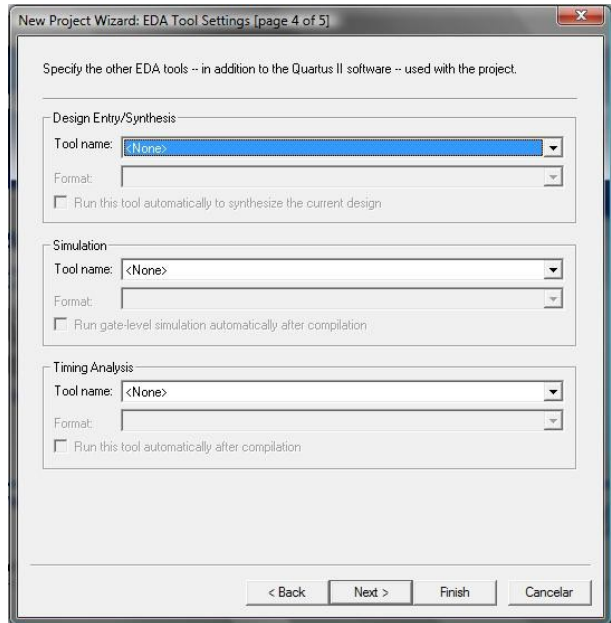 New Project Wizard: EDA Tool Settings [page 4 of 5]
Specify the other EDA tools -- in addition to the Quartus II software -- used with the project.
Design Entry/Synthesis
Tool name: <None>
Format:
Run this tool automatically to synthesize the current design
Simulation
Tool name: <None>
Format:
Run gate-level simulation automatically after compilation
Timing Analysis
Tool name: <None>
Format:
Run this tool automatically after compilation
< Back Next > Finish Cancelar